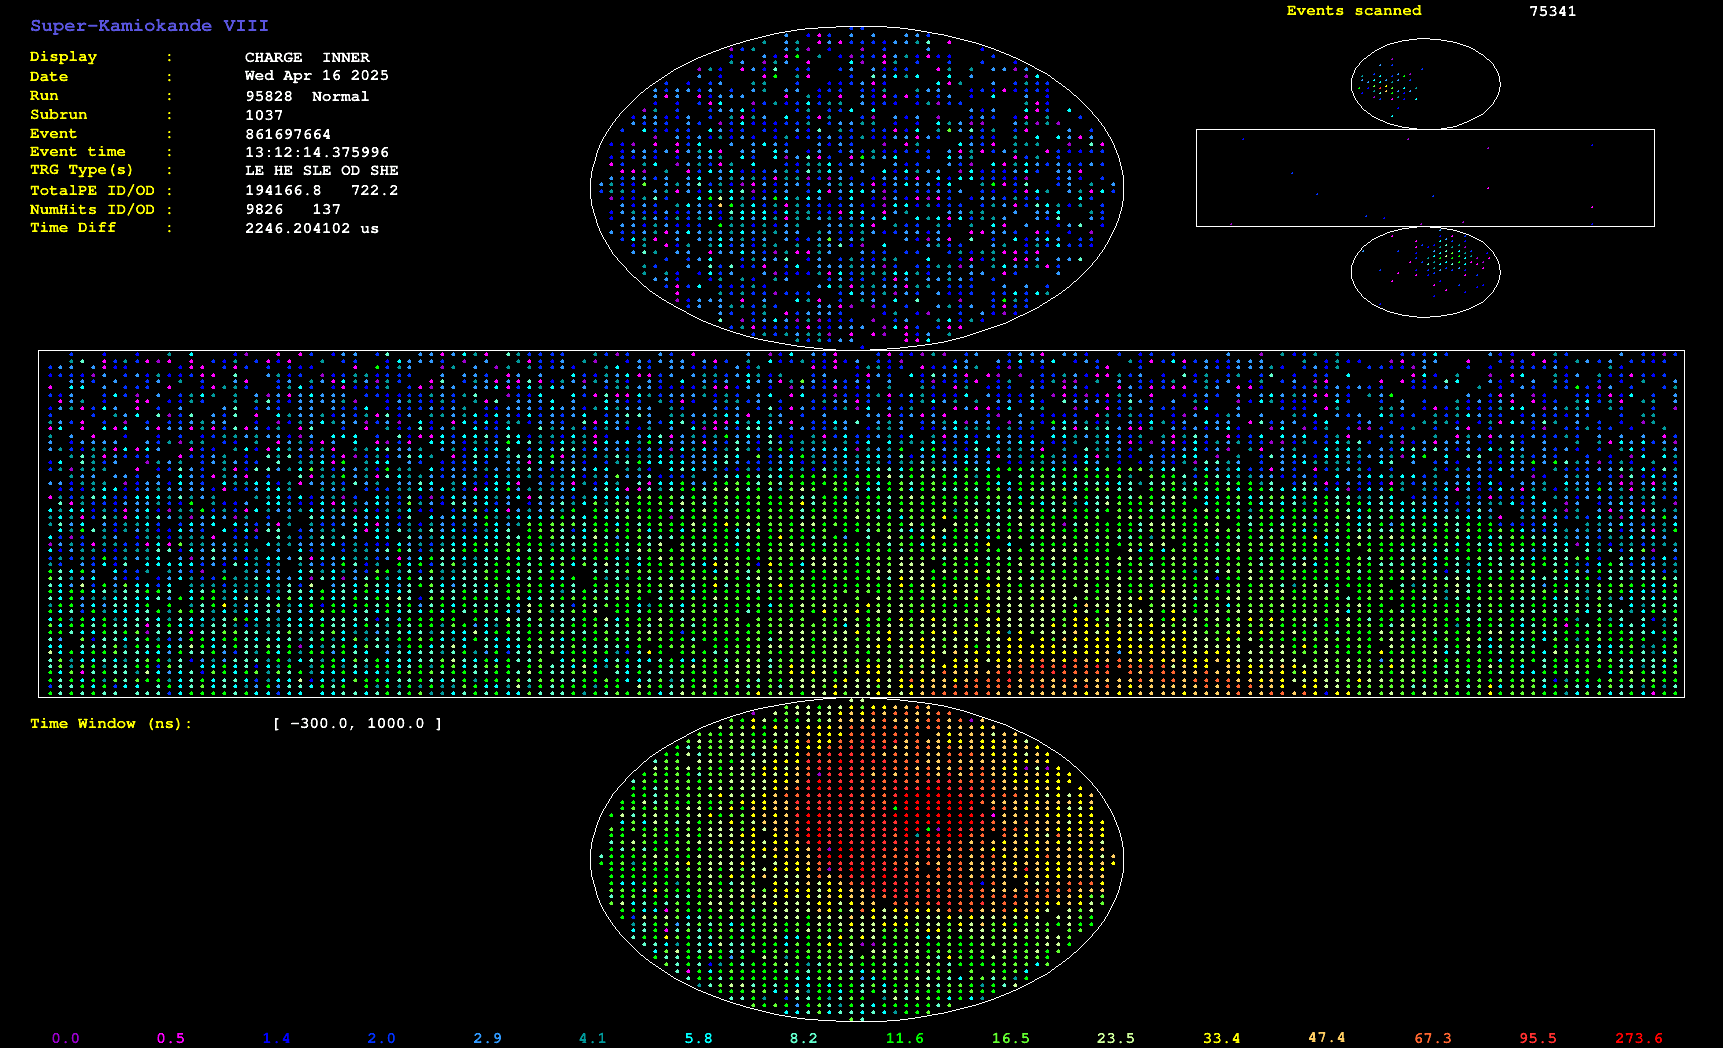 Super-Kamiokande VIII
Events scanned 75341
Display : CHARGE INNER
Date : Wed Apr 16 2025
Run : 95828 Normal
Subrun : 1037
Event : 861697664
Event time : 13:12:14.375996
TRG Type(s) : LE HE SLE OD SHE
TotalPE ID/OD : 194166.8 722.2
NumHits ID/OD : 9826 137
Time Diff : 2246.204102 us
Time Window (ns): [ -300.0, 1000.0 ]
0.0 0.5 1.4 2.0 2.9 4.1 5.8 8.2 11.6 16.5 23.5 33.4 47.4 67.3 95.5 273.6